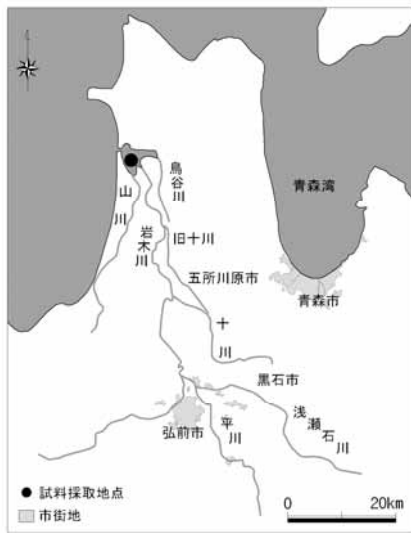 青森湾
鳥谷川
山川
岩木川
旧十川
五所川原市
青森市
十川
黒石市
浅瀬石川
弘前市
平川
試料採取地点
市街地
0 20km